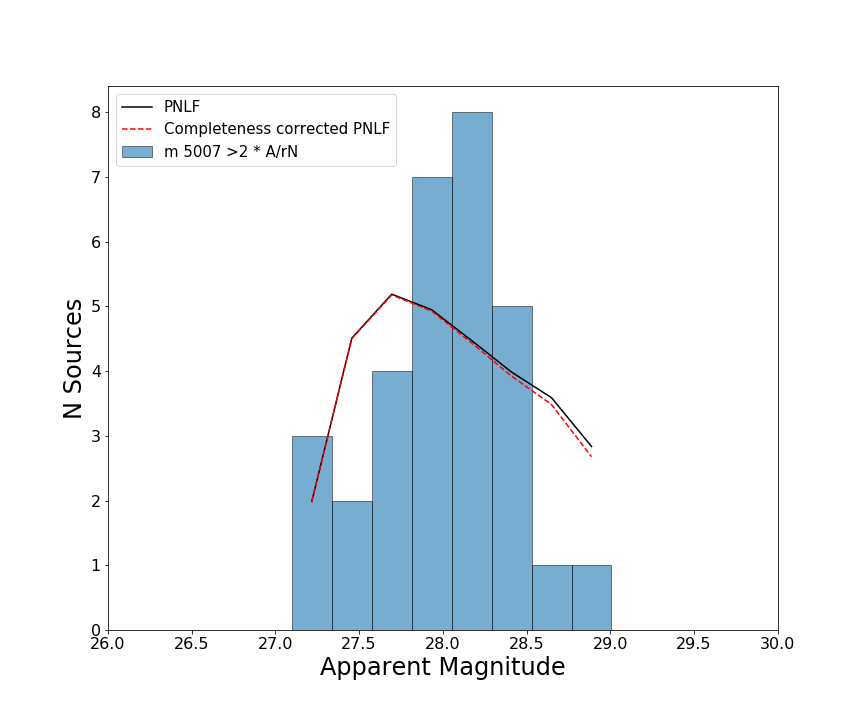 PNLF
Completeness corrected PNLF
m 5007 >2 * A/rN
8
7
6
5
4
3
2
1
0
N Sources
26.0 26.5 27.0 27.5 28.0 28.5 29.0 29.5 30.0
Apparent Magnitude